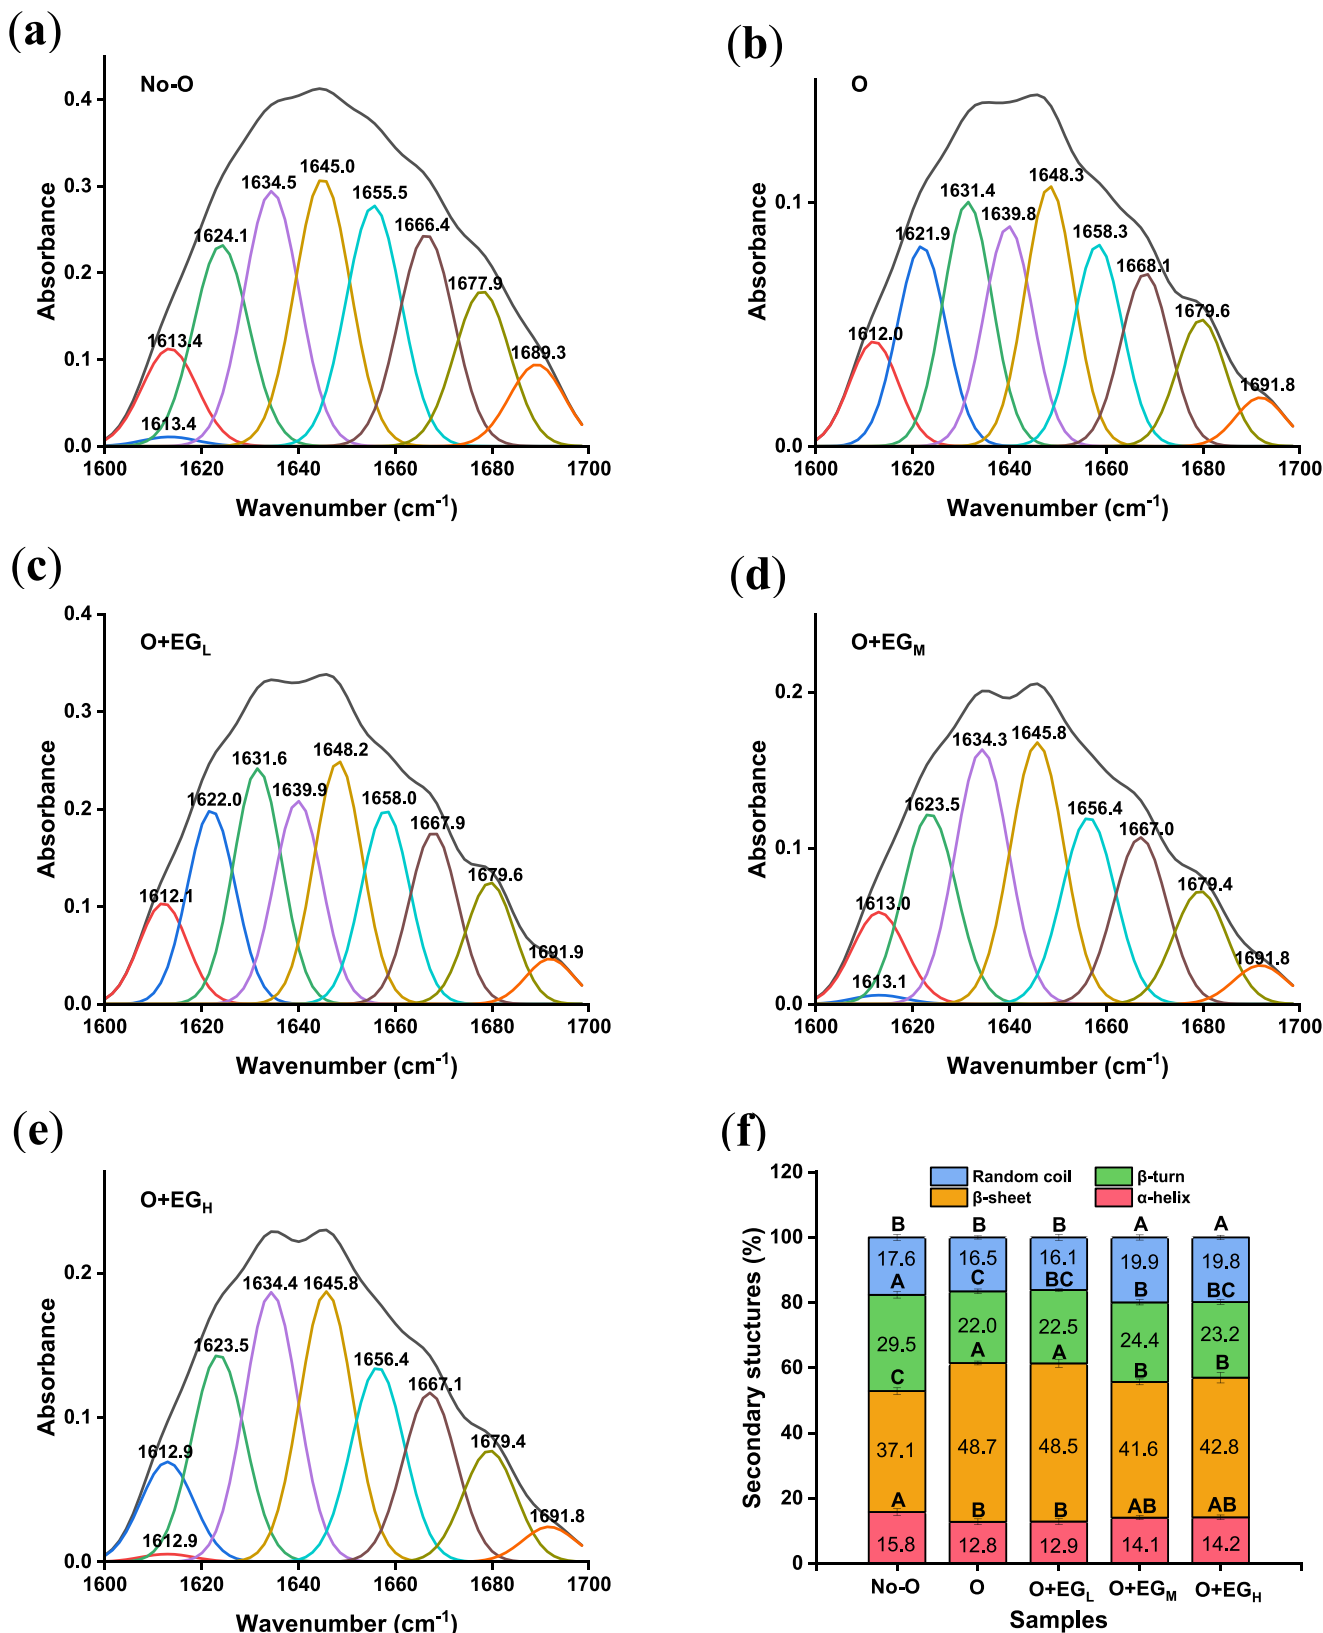 (a)
No-O
Absorbance
0.4
0.3
0.2
0.1
0.0
1613.4
1613.4
1624.1
1634.5
1645.0
1655.5
1666.4
1677.9
1689.3
1600 1620 1640 1660 1680 1700
Wavenumber (cm⁻¹)
(b)
O
Absorbance
0.1
0.0
1612.0
1621.9
1631.4
1639.8
1648.3
1658.3
1668.1
1679.6
1691.8
1600 1620 1640 1660 1680 1700
Wavenumber (cm⁻¹)
(c)
O+EG_L
Absorbance
0.4
0.3
0.2
0.1
0.0
1612.1
1622.0
1631.6
1639.9
1648.2
1658.0
1667.9
1679.6
1691.9
1600 1620 1640 1660 1680 1700
Wavenumber (cm⁻¹)
(d)
O+EG_M
Absorbance
0.2
0.1
0.0
1613.0
1613.1
1623.5
1634.3
1645.8
1656.4
1667.0
1679.4
1691.8
1600 1620 1640 1660 1680 1700
Wavenumber (cm⁻¹)
(e)
O+EG_H
Absorbance
0.2
0.1
0.0
1612.9
1612.9
1623.5
1634.4
1645.8
1656.4
1667.1
1679.4
1691.8
1600 1620 1640 1660 1680 1700
Wavenumber (cm⁻¹)
(f)
Secondary stuctures (%)
120
100
80
60
40
20
0
Random coil β-turn
β-sheet α-helix
B B B A A
17.6 16.5 16.1 19.9 19.8
A C BC B BC
29.5 22.0 22.5 24.4 23.2
C A A B B
37.1 48.7 48.5 41.6 42.8
A B B AB AB
15.8 12.8 12.9 14.1 14.2
No-O O O+EG_L O+EG_M O+EG_H
Samples